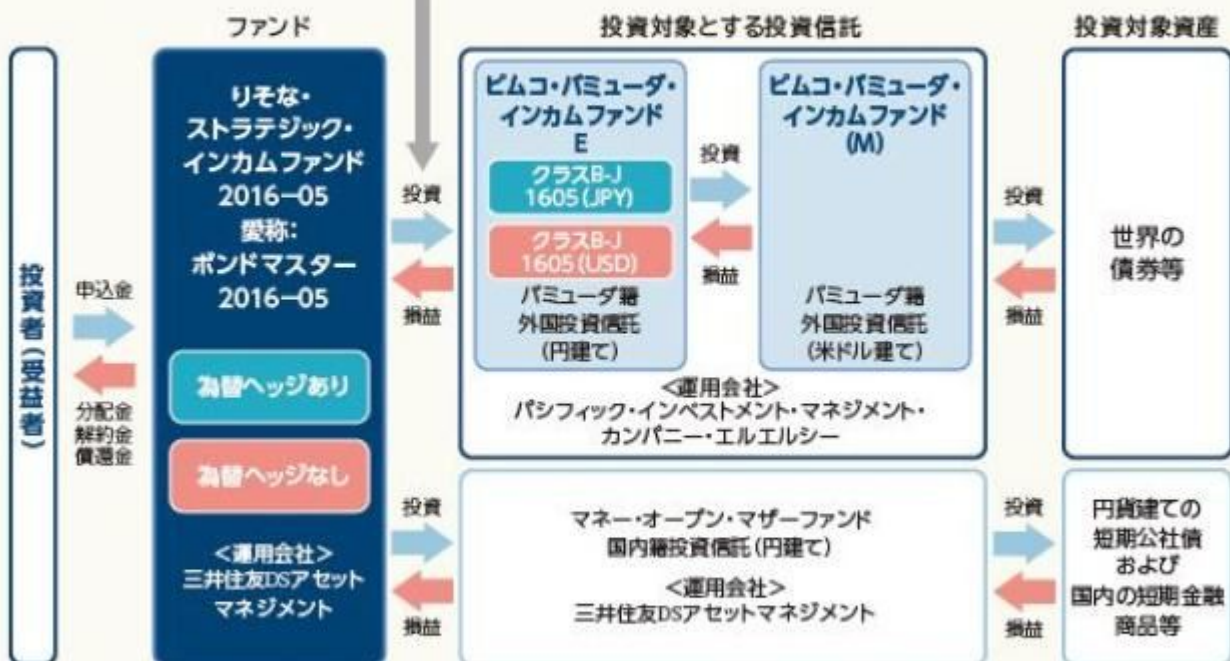 ファンド
投資対象とする投資信託
投資対象資産
投資者(受益者)
申込金
分配金
解約金
償還金
りそな・
ストラテジック・
インカムファンド
2016-05
愛称:
ボンドマスター
2016-05
為替ヘッジあり
為替ヘッジなし
<運用会社>
三井住友DSアセット
マネジメント
投資
損益
ピムコ・バミューダ・
インカムファンド
E
クラスB-J
1605(JPY)
クラスB-J
1605(USD)
バミューダ籍
外国投資信託
(円建て)
投資
損益
ピムコ・バミューダ・
インカムファンド
(M)
バミューダ籍
外国投資信託
(米ドル建て)
<運用会社>
パシフィック・インベストメント・マネジメント・
カンパニー・エルエルシー
投資
損益
世界の
債券等
投資
損益
マネー・オープン・マザーファンド
国内籍投資信託(円建て)
<運用会社>
三井住友DSアセットマネジメント
投資
損益
円貨建ての
短期公社債
および
国内の短期金融
商品等